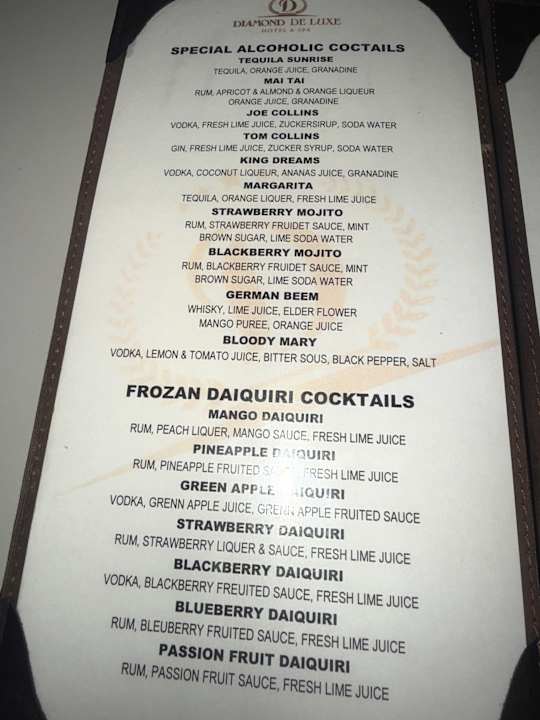 D
DIAMOND DE LUXE
HOTEL & SPA
SPECIAL ALCOHOLIC COCTAILS
TEQUILA SUNRISE
TEQUILA, ORANGE JUICE, GRANADINE
MAI TAI
RUM, APRICOT & ALMOND & ORANGE LIQUEUR
ORANGE JUICE, GRANADINE
JOE COLLINS
VODKA, FRESH LIME JUICE, ZUCKERSIRUP, SODA WATER
TOM COLLINS
GIN, FRESH LIME JUICE, ZUCKER SYRUP, SODA WATER
KING DREAMS
VODKA, COCONUT LIQUEUR, ANANAS JUICE, GRANADINE
MARGARITA
TEQUILA, ORANGE LIQUER, FRESH LIME JUICE
STRAWBERRY MOJITO
RUM, STRAWBERRY FRUIDET SAUCE, MINT
BROWN SUGAR, LIME SODA WATER
BLACKBERRY MOJITO
RUM, BLACKBERRY FRUIDET SAUCE, MINT
BROWN SUGAR, LIME SODA WATER
GERMAN BEEM
WHISKY, LIME JUICE, ELDER FLOWER
MANGO PUREE, ORANGE JUICE
BLOODY MARY
VODKA, LEMON & TOMATO JUICE, BITTER SOUS, BLACK PEPPER, SALT
FROZAN DAIQUIRI COCKTAILS
MANGO DAIQUIRI
RUM, PEACH LIQUER, MANGO SAUCE, FRESH LIME JUICE
PINEAPPLE DAIQUIRI
RUM, PINEAPPLE FRUITED SAUCE, FRESH LIME JUICE
GREEN APPLE DAIQUIRI
VODKA, GRENN APPLE JUICE, GRENN APPLE FRUITED SAUCE
STRAWBERRY DAIQUIRI
RUM, STRAWBERRY LIQUER & SAUCE, FRESH LIME JUICE
BLACKBERRY DAIQUIRI
VODKA, BLACKBERRY FREUITED SAUCE, FRESH LIME JUICE
BLUEBERRY DAIQUIRI
RUM, BLEUBERRY FRUITED SAUCE, FRESH LIME JUICE
PASSION FRUIT DAIQUIRI
RUM, PASSION FRUIT SAUCE, FRESH LIME JUICE